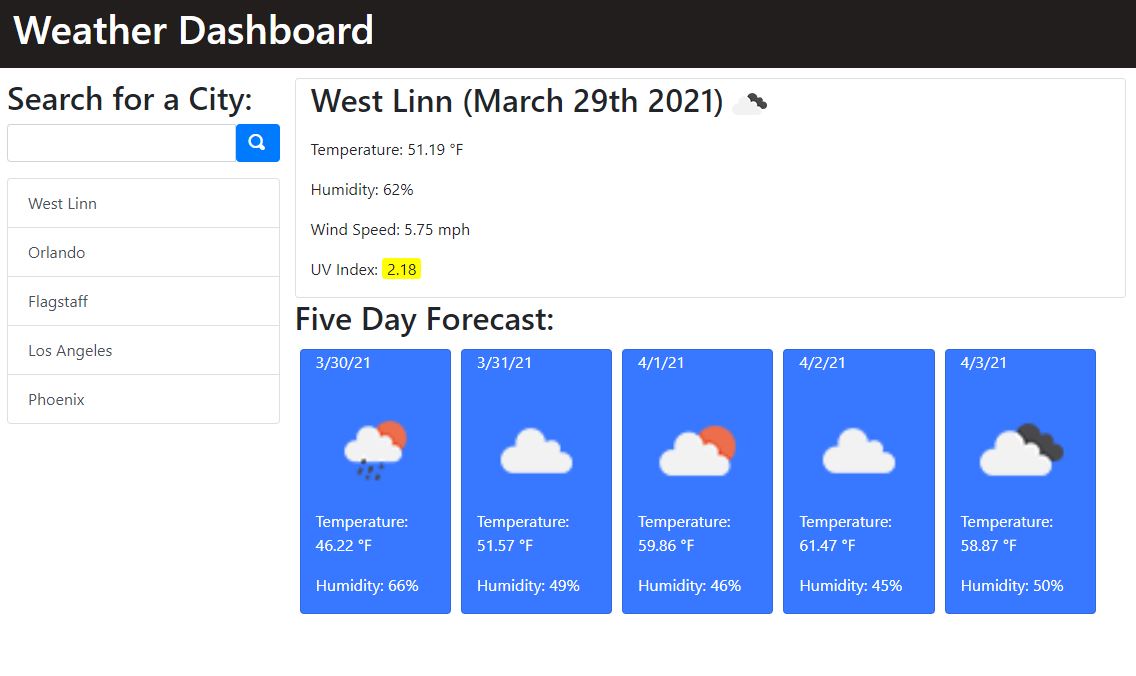 Weather Dashboard
Search for a City:
West Linn
Orlando
Flagstaff
Los Angeles
Phoenix
West Linn (March 29th 2021)
Temperature: 51.19 °F
Humidity: 62%
Wind Speed: 5.75 mph
UV Index: 2.18
Five Day Forecast:
3/30/21
Temperature:
46.22 °F
Humidity: 66%
3/31/21
Temperature:
51.57 °F
Humidity: 49%
4/1/21
Temperature:
59.86 °F
Humidity: 46%
4/2/21
Temperature:
61.47 °F
Humidity: 45%
4/3/21
Temperature:
58.87 °F
Humidity: 50%